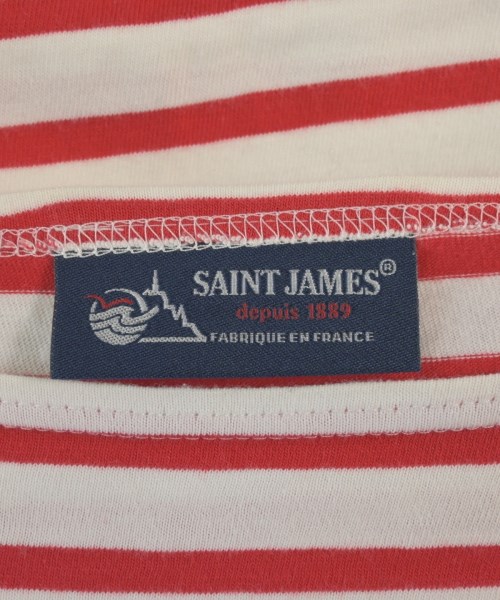 SAINT JAMES®
depuis 1889
FABRIQUE EN FRANCE